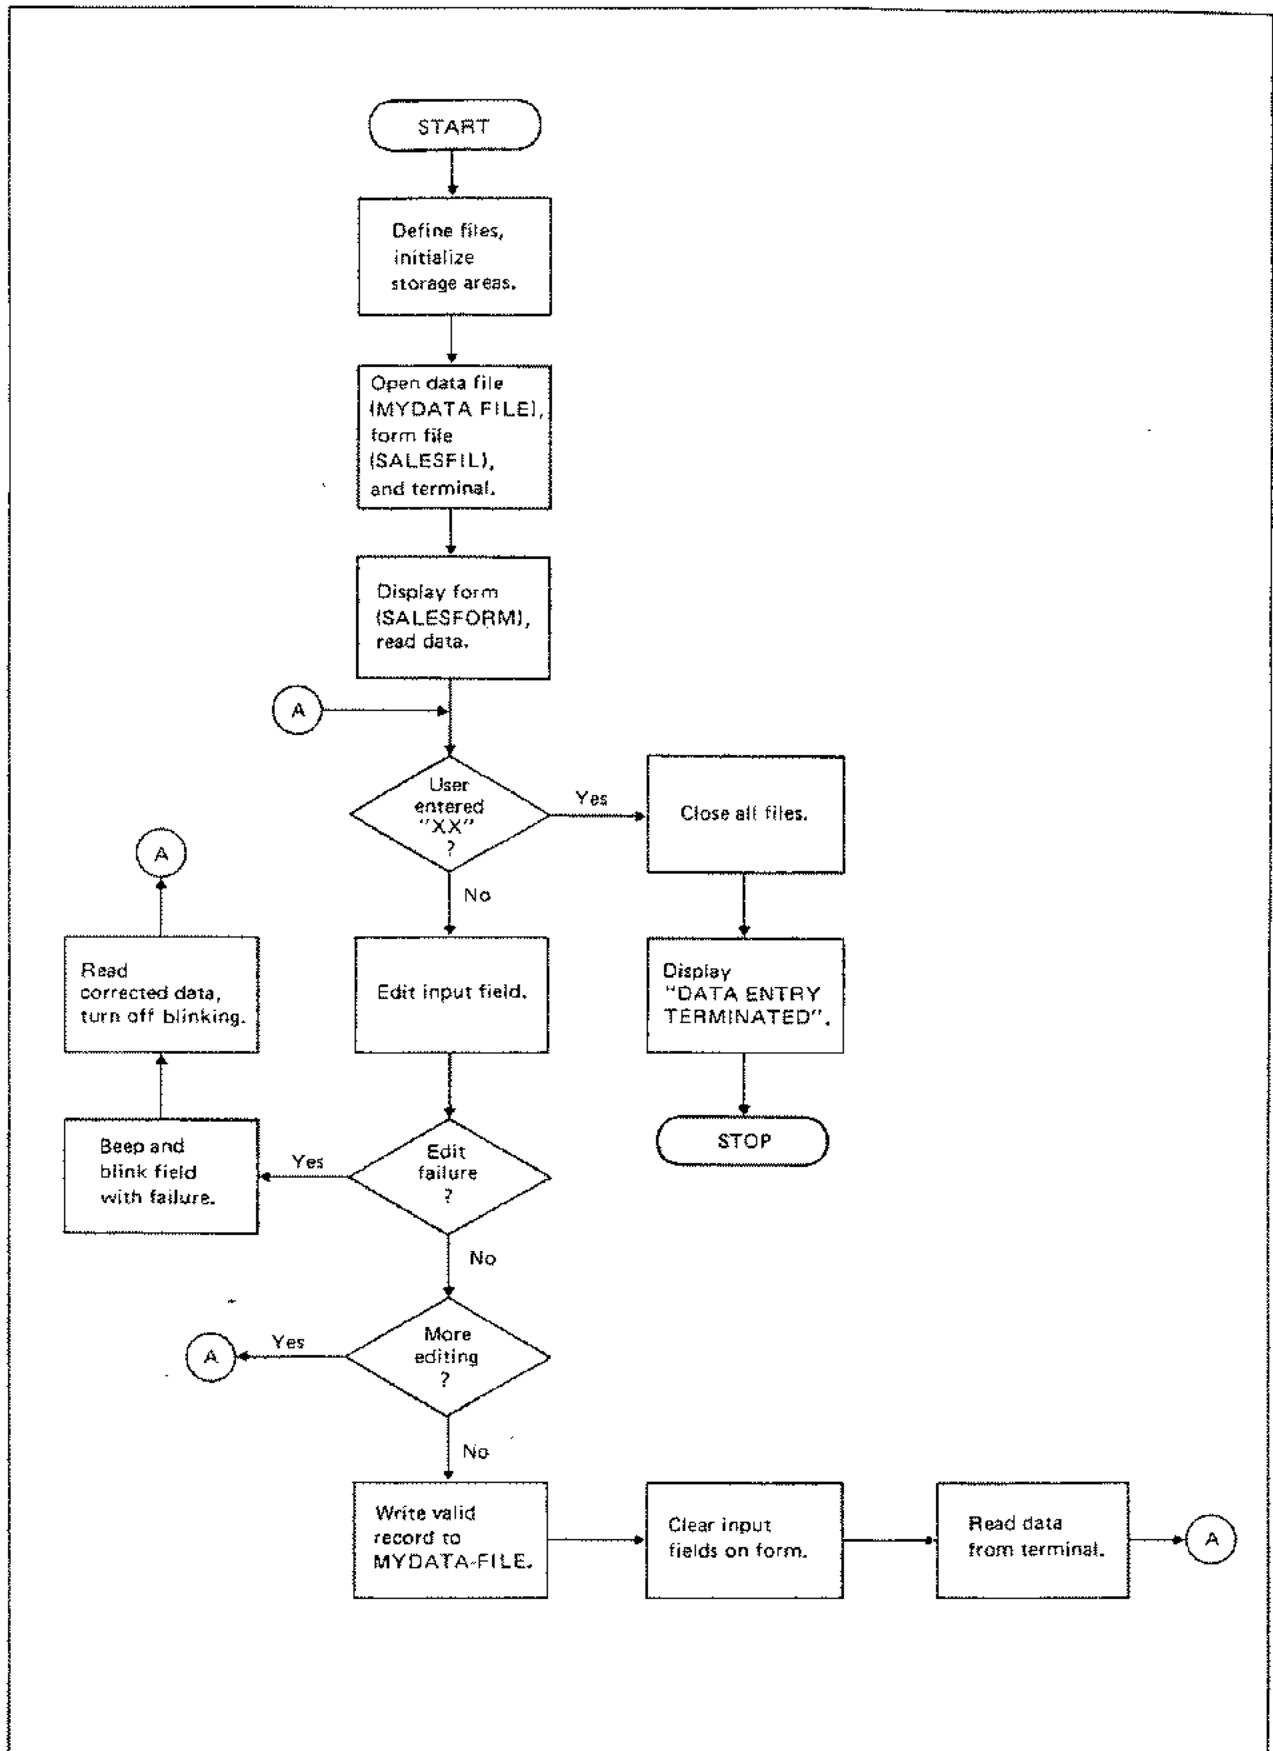 START
Define files,
initialize
storage areas.
Open data file
(MYDATA FILE),
form file
(SALESFIL),
and terminal.
Display form
(SALESFORM),
read data.
A
User
entered
"XX"
?
Yes
Close all files.
A
No
Read
corrected data,
turn off blinking.
Edit input field.
Display
"DATA ENTRY
TERMINATED".
Beep and
blink field
with failure.
Yes
Edit
failure
?
STOP
No
A
Yes
More
editing
?
No
Write valid
record to
MYDATA-FILE.
Clear input
fields on form.
Read data
from terminal.
A